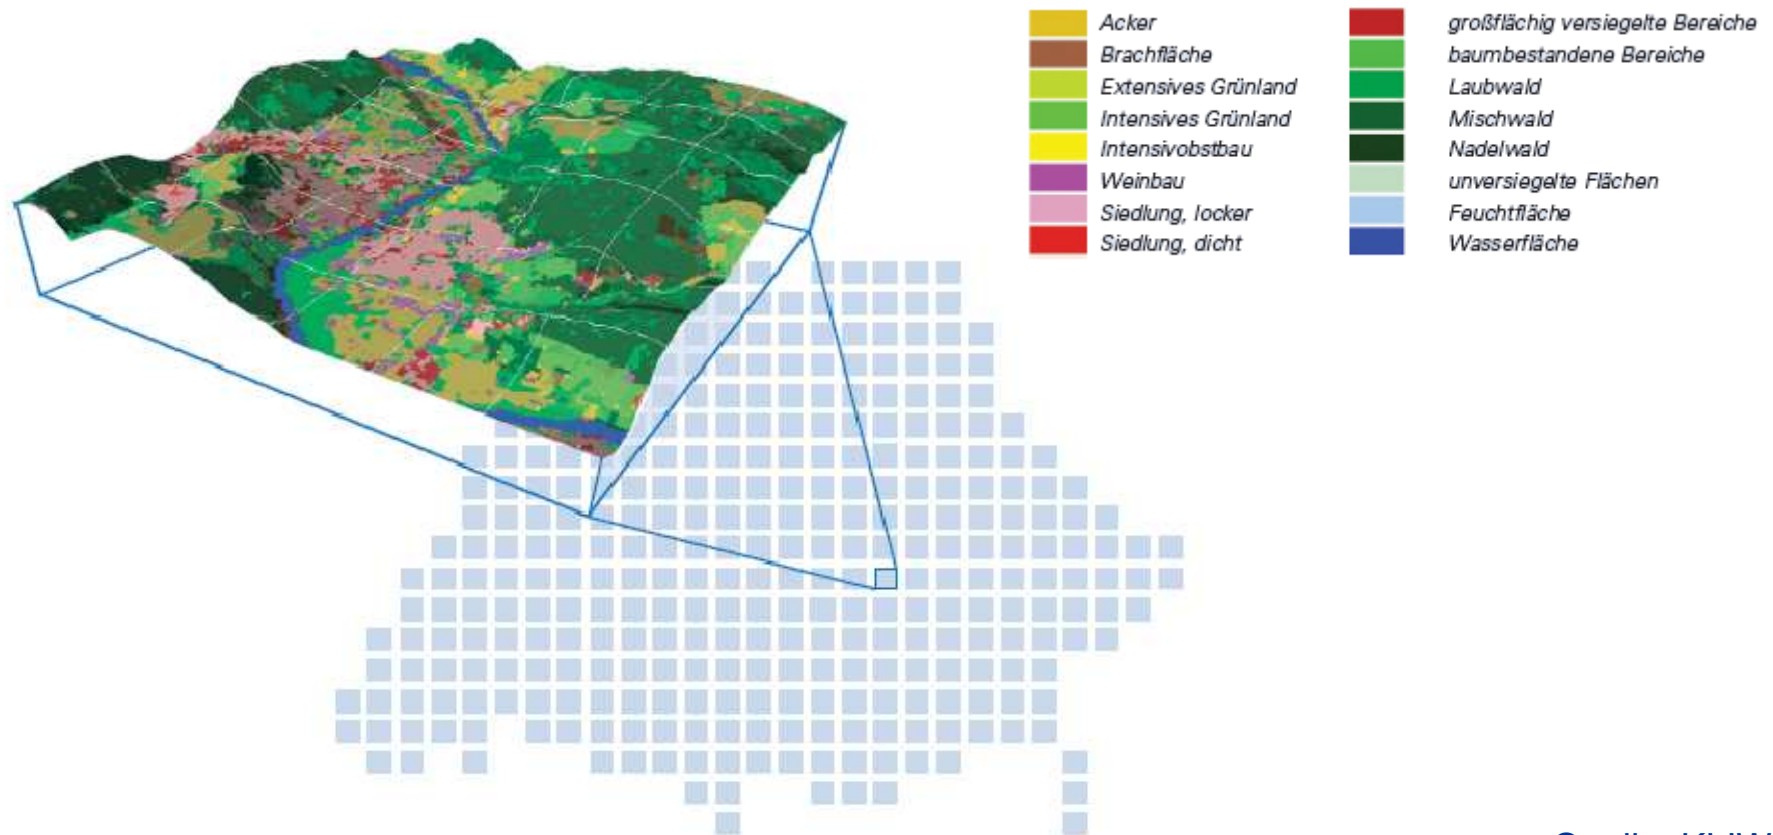 Acker
Brachfläche
Extensives Grünland
Intensives Grünland
Intensivobstbau
Weinbau
Siedlung, locker
Siedlung, dicht
großflächig versiegelte Bereiche
baumbestandene Bereiche
Laubwald
Mischwald
Nadelwald
unversiegelte Flächen
Feuchtfläche
Wasserfläche